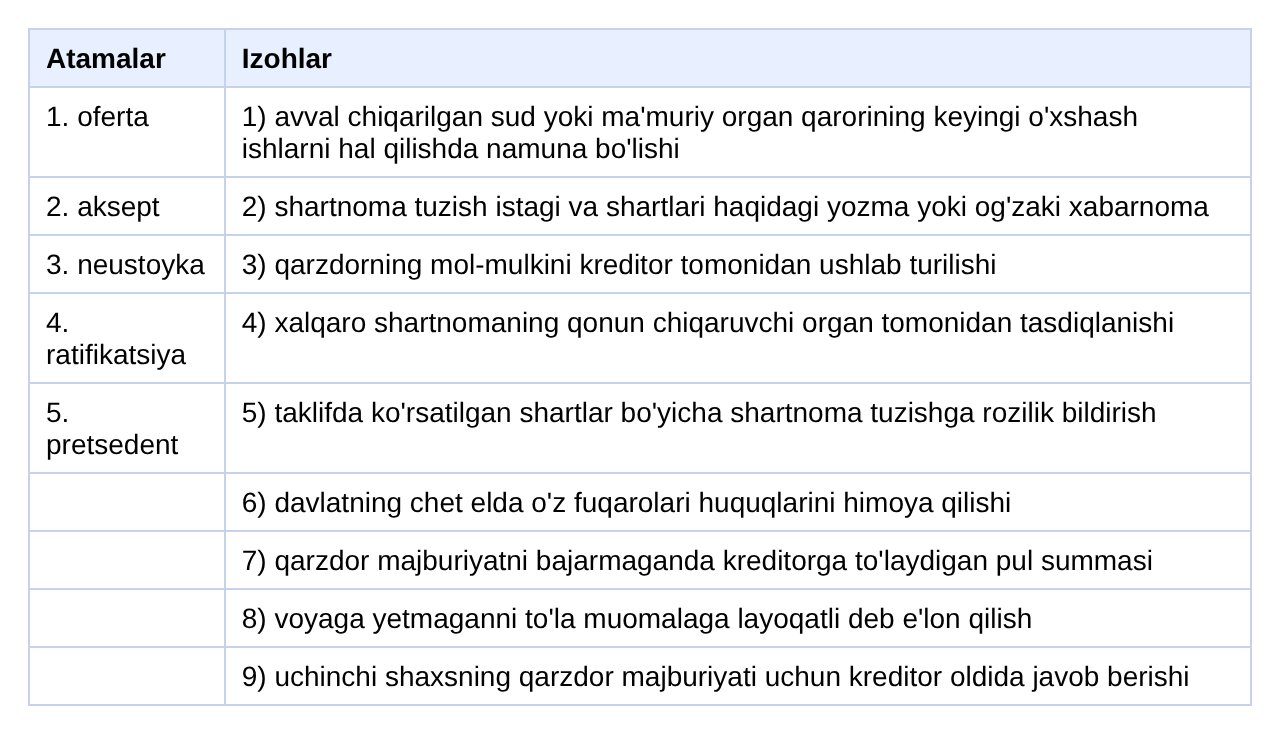 Atamalar
Izohlar
1. oferta
1) avval chiqarilgan sud yoki ma'muriy organ qarorining keyingi o'xshash
ishlarni hal qilishda namuna bo'lishi
2. aksept
2) shartnoma tuzish istagi va shartlari haqidagi yozma yoki og'zaki xabarnoma
3. neustoyka
3) qarzdorning mol-mulkini kreditor tomonidan ushlab turilishi
4.
ratifikatsiya
4) xalqaro shartnomaning qonun chiqaruvchi organ tomonidan tasdiqlanishi
5.
pretsedent
5) taklifda ko'rsatilgan shartlar bo'yicha shartnoma tuzishga rozilik bildirish
6) davlatning chet elda o'z fuqarolari huquqlarini himoya qilishi
7) qarzdor majburiyatni bajarmaganda kreditorga to'laydigan pul summasi
8) voyaga yetmaganni to'la muomalaga layoqatli deb e'lon qilish
9) uchinchi shaxsning qarzdor majburiyati uchun kreditor oldida javob berishi